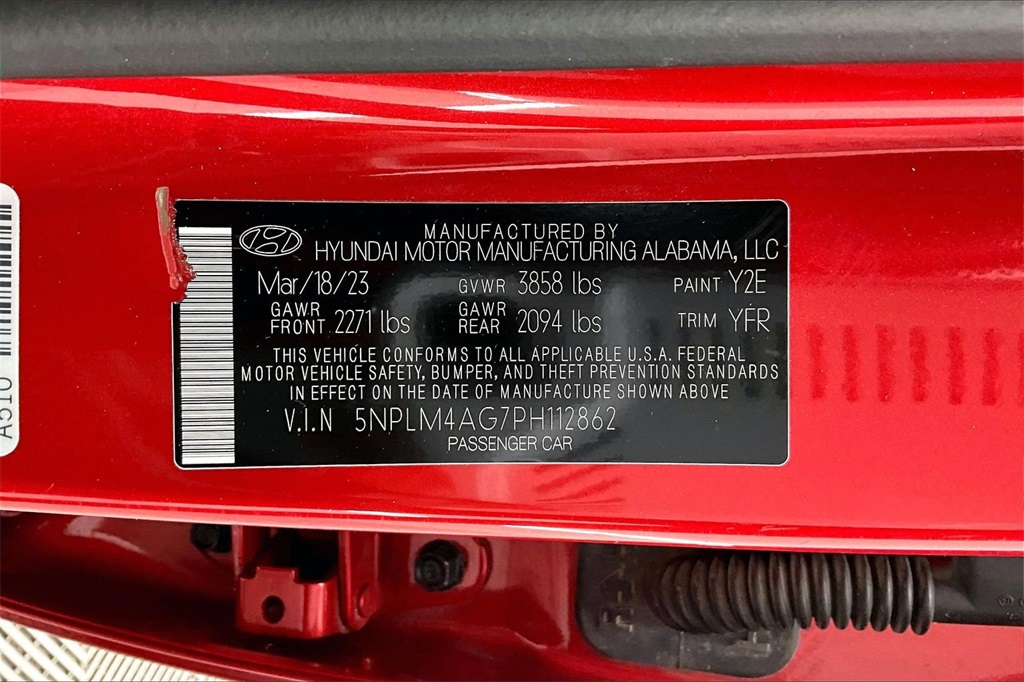 MANUFACTURED BY
HYUNDAI MOTOR MANUFACTURING ALABAMA, LLC
Mar/18/23 GVWR 3858 lbs PAINT Y2E
GAWR FRONT 2271 lbs GAWR REAR 2094 lbs TRIM YFR
THIS VEHICLE CONFORMS TO ALL APPLICABLE U.S.A. FEDERAL
MOTOR VEHICLE SAFETY, BUMPER, AND THEFT PREVENTION STANDARDS
IN EFFECT ON THE DATE OF MANUFACTURE SHOWN ABOVE
V.I.N 5NPLM4AG7PH112862
PASSENGER CAR
A510